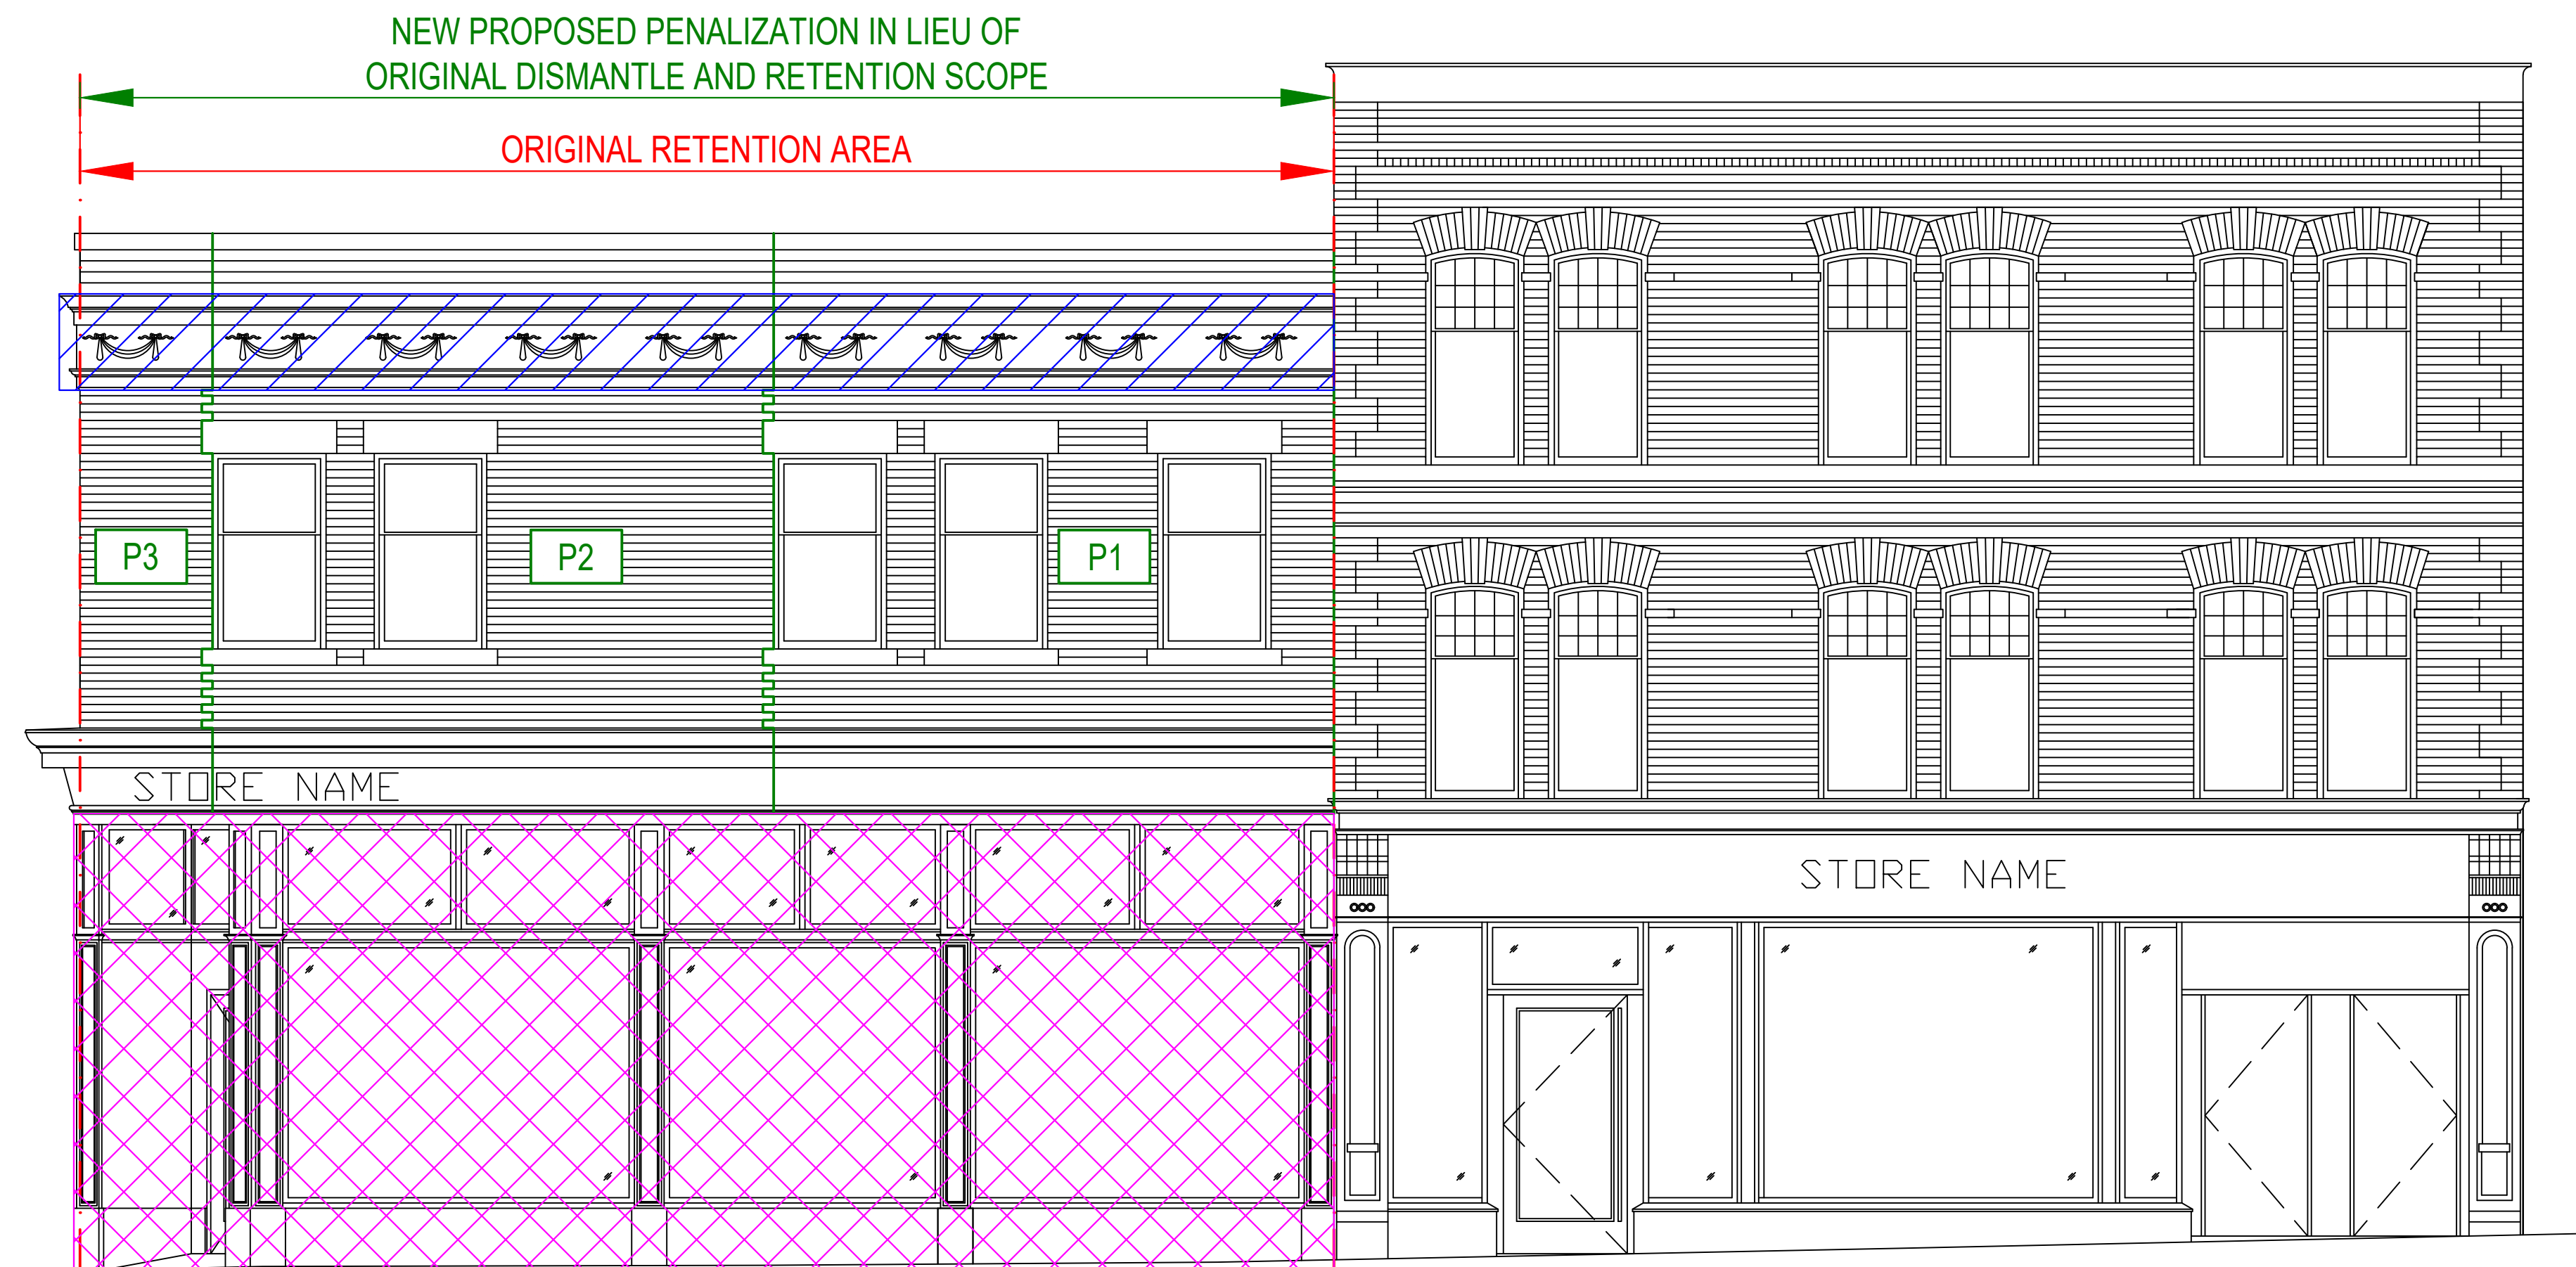 NEW PROPOSED PENALIZATION IN LIEU OF
ORIGINAL DISMANTLE AND RETENTION SCOPE
ORIGINAL RETENTION AREA
P3
P2
P1
STORE NAME
STORE NAME